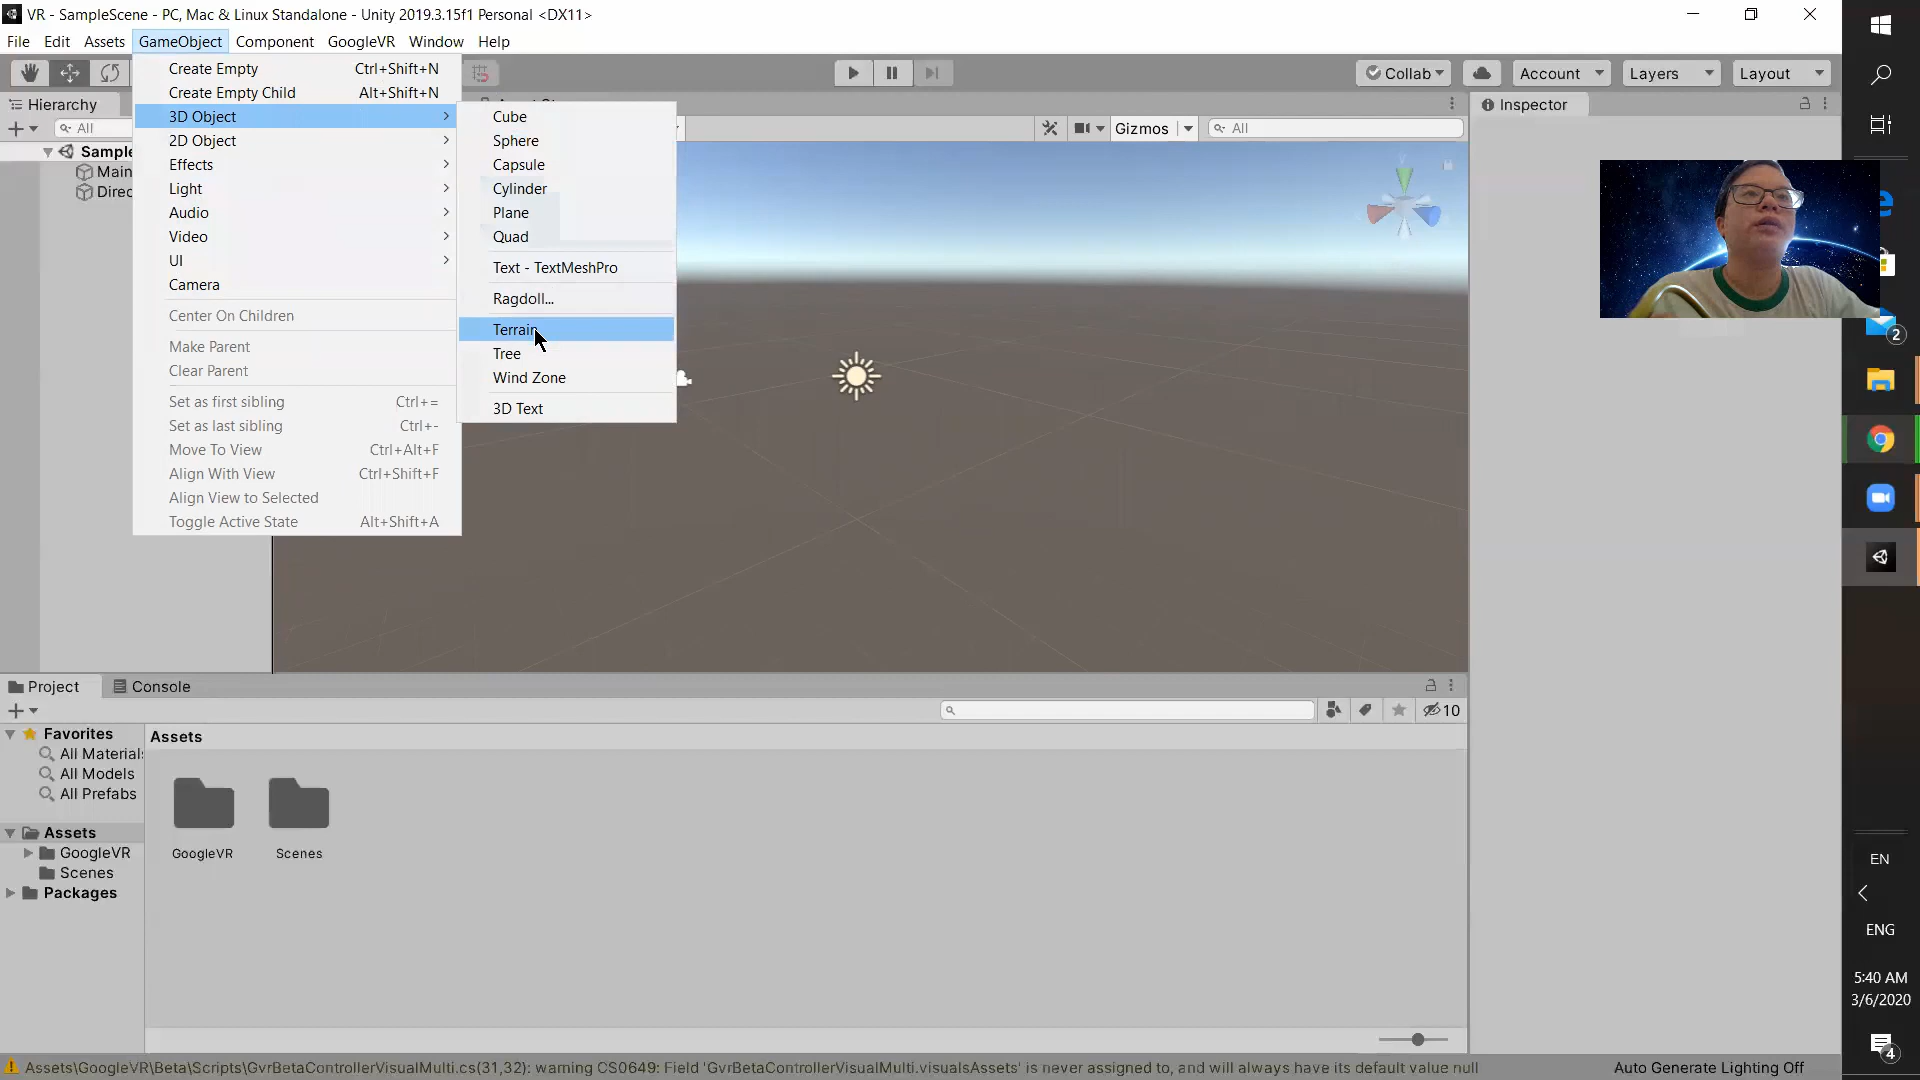 VR - SampleScene - PC, Mac & Linux Standalone - Unity 2019.3.15f1 Personal <DX11>
File Edit Assets GameObject Component GoogleVR Window Help
Collab Account Layers Layout
Hierarchy
All
Sample
Main
Direc
Create Empty Ctrl+Shift+N
Create Empty Child Alt+Shift+N
3D Object
2D Object
Effects
Light
Audio
Video
UI
Camera
Center On Children
Make Parent
Clear Parent
Set as first sibling Ctrl+=
Set as last sibling Ctrl+-
Move To View Ctrl+Alt+F
Align With View Ctrl+Shift+F
Align View to Selected
Toggle Active State Alt+Shift+A
Cube
Sphere
Capsule
Cylinder
Plane
Quad
Text - TextMeshPro
Ragdoll...
Terrain
Tree
Wind Zone
3D Text
Gizmos
All
Inspector
Project Console
10
Favorites
All Material
All Models
All Prefabs
Assets
GoogleVR
Scenes
Packages
Assets
GoogleVR Scenes
Assets\GoogleVR\Beta\Scripts\GvrBetaControllerVisualMulti.cs(31,32): warning CS0649: Field 'GvrBetaControllerVisualMulti.visualsAssets' is never assigned to, and will always have its default value null
Auto Generate Lighting Off
2
EN
ENG
5:40 AM
3/6/2020
4